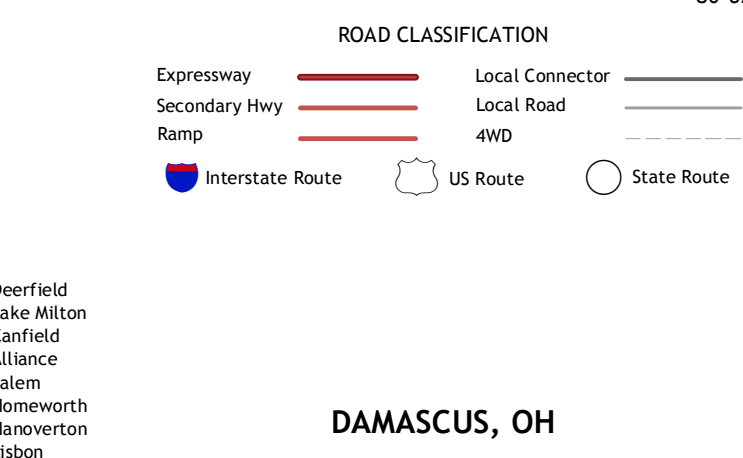 ROAD CLASSIFICATION
Expressway Local Connector
Secondary Hwy Local Road
Ramp 4WD
Interstate Route US Route State Route
eerfield
ake Milton
anfield
lliance
alem
omeworth
anoverton
isbon
DAMASCUS, OH